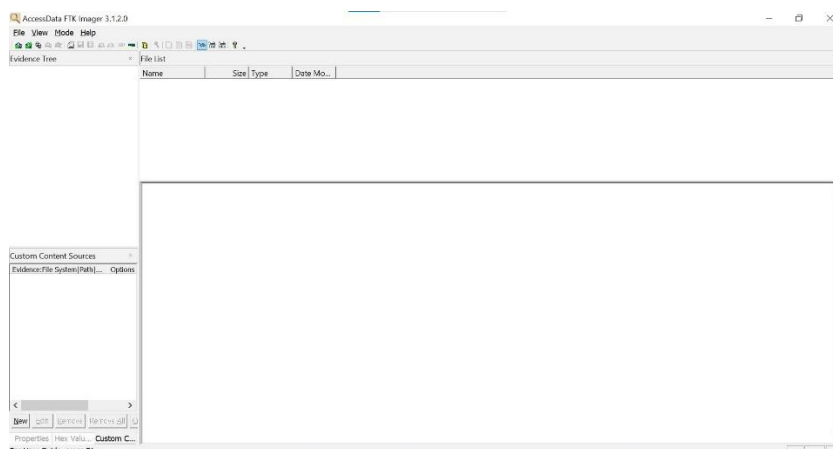 AccessData FTK Imager 3.1.2.0
File View Mode Help
Evidence Tree
File List
Name Size Type Date Mo...
Custom Content Sources
Evidence:File System|Path|... Options
New Edit Remove Remove All
Properties Hex Valu... Custom C...